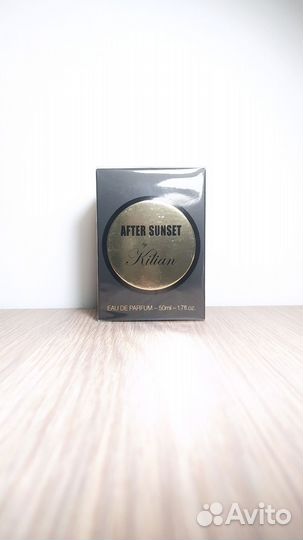 AFTER SUNSET
by
Kilian
EAU DE PARFUM – 50ml – 1.7fl.oz.
Avito